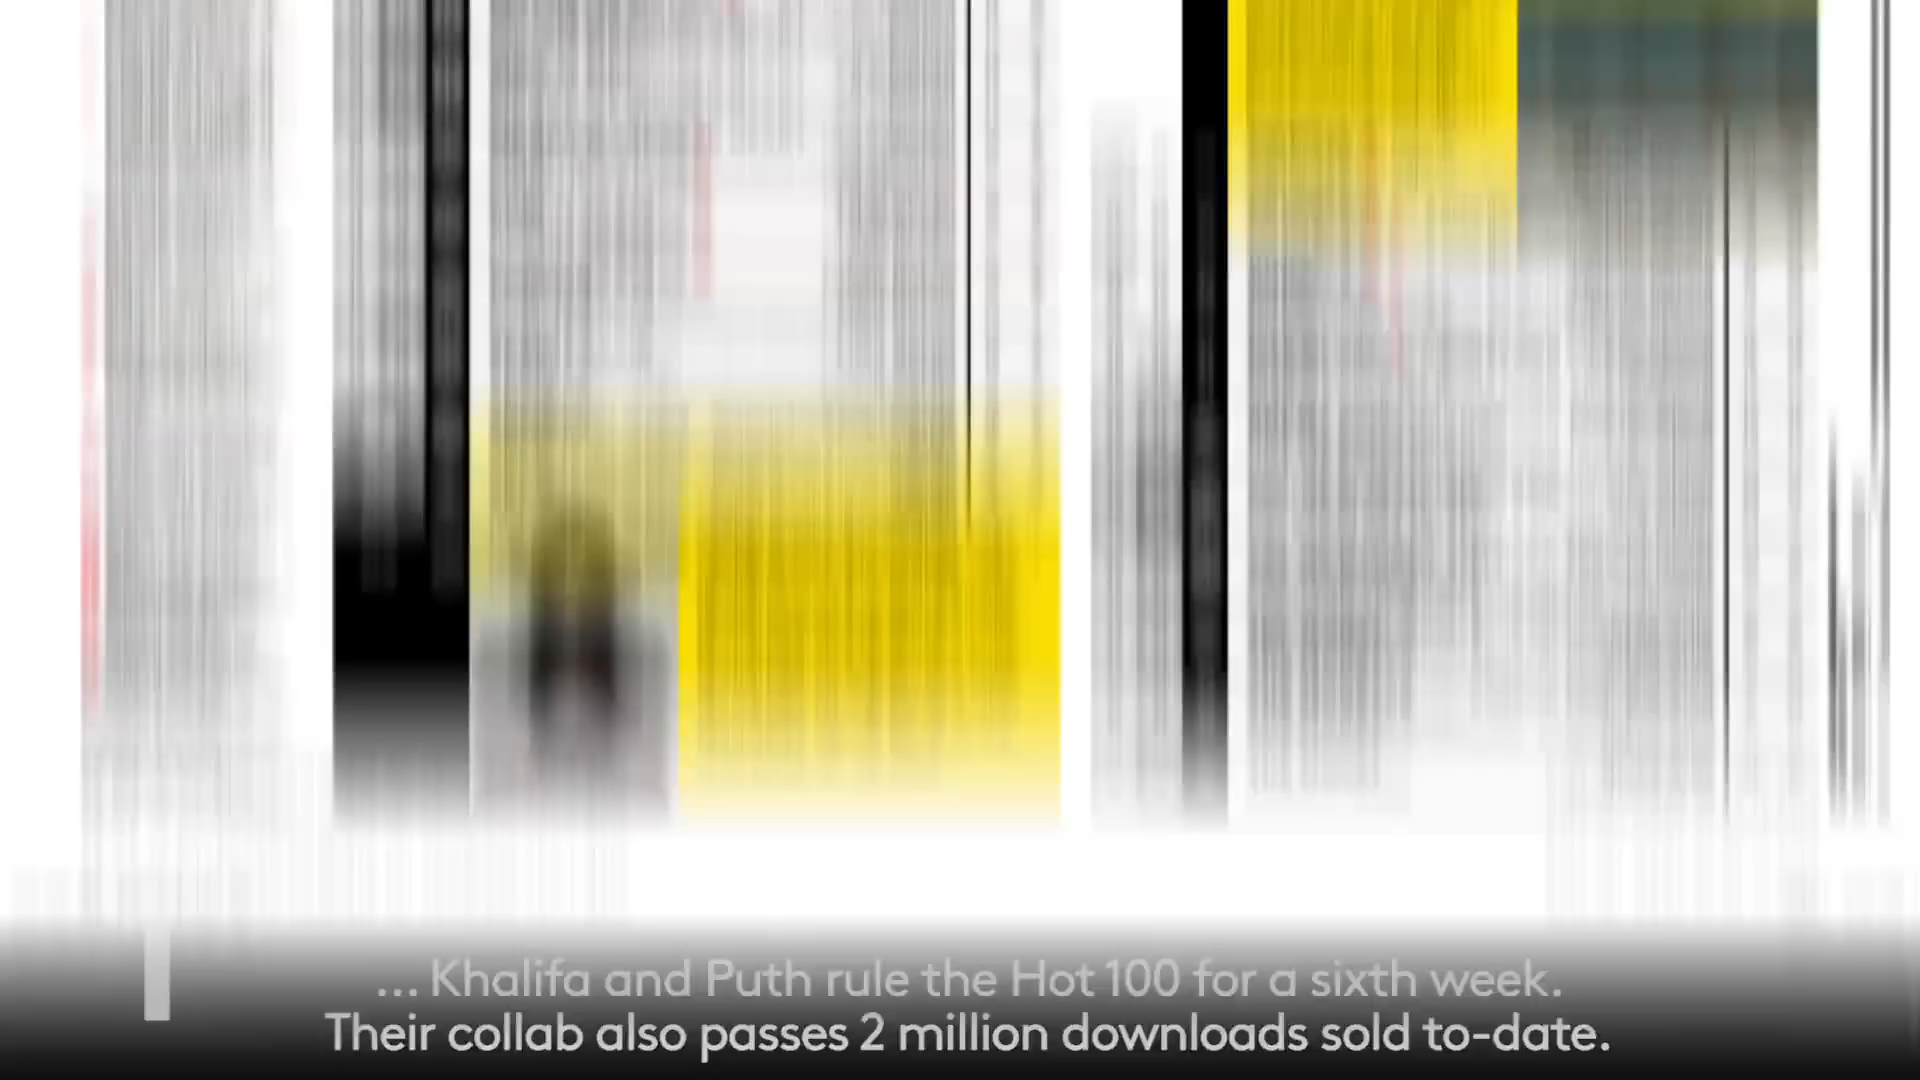 ... Khalifa and Puth rule the Hot 100 for a sixth week.
Their collab also passes 2 million downloads sold to-date.